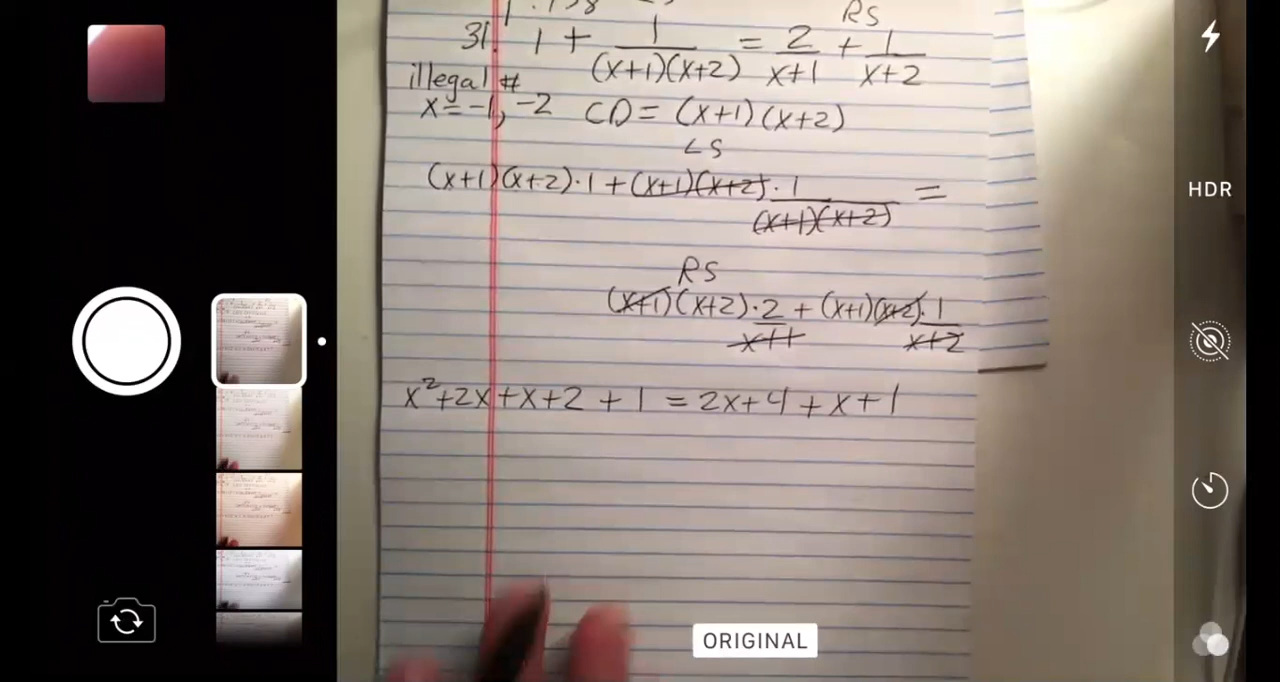 RS
31. 1 + 1/((x+1)(x+2)) = 2/(x+1) + 1/(x+2)
illegal #
x = -1, -2 CD = (x+1)(x+2)
LS
(x+1)(x+2)·1 + (x+1)(x+2)·1/((x+1)(x+2)) =
RS
(x+1)(x+2)·2/(x+1) + (x+1)(x+2)·1/(x+2)
x²+2x+x+2 + 1 = 2x+4 + x+1
HDR
ORIGINAL